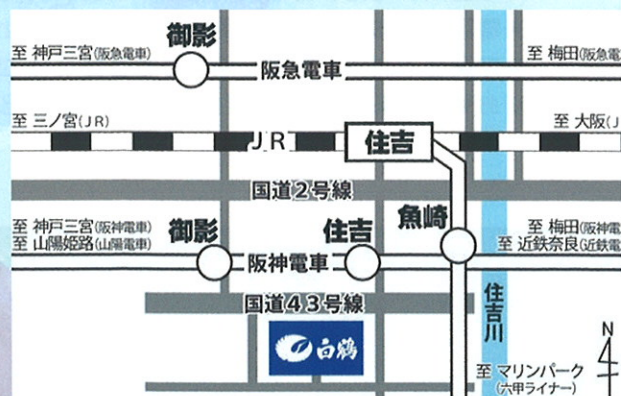 御影
至 神戸三宮(阪急電車)
阪急電車
至 梅田(阪急電
至 三ノ宮(JR)
JR
住吉
至 大阪(J
国道2号線
至 神戸三宮(阪神電車)
至 山陽姫路(山陽電車)
御影
住吉
魚崎
至 梅田(阪神電
至 近鉄奈良(近鉄電
阪神電車
国道43号線
白鶴
住吉川
N
至 マリンパーク
(六甲ライナー)